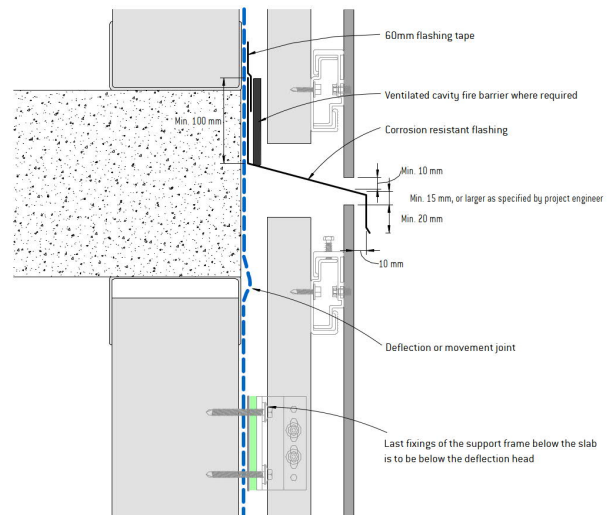 60mm flashing tape
Ventilated cavity fire barrier where required
Min. 100 mm
Corrosion resistant flashing
Min. 10 mm
Min. 15 mm, or larger as specified by project engineer
Min. 20 mm
10 mm
Deflection or movement joint
Last fixings of the support frame below the slab
is to be below the deflection head